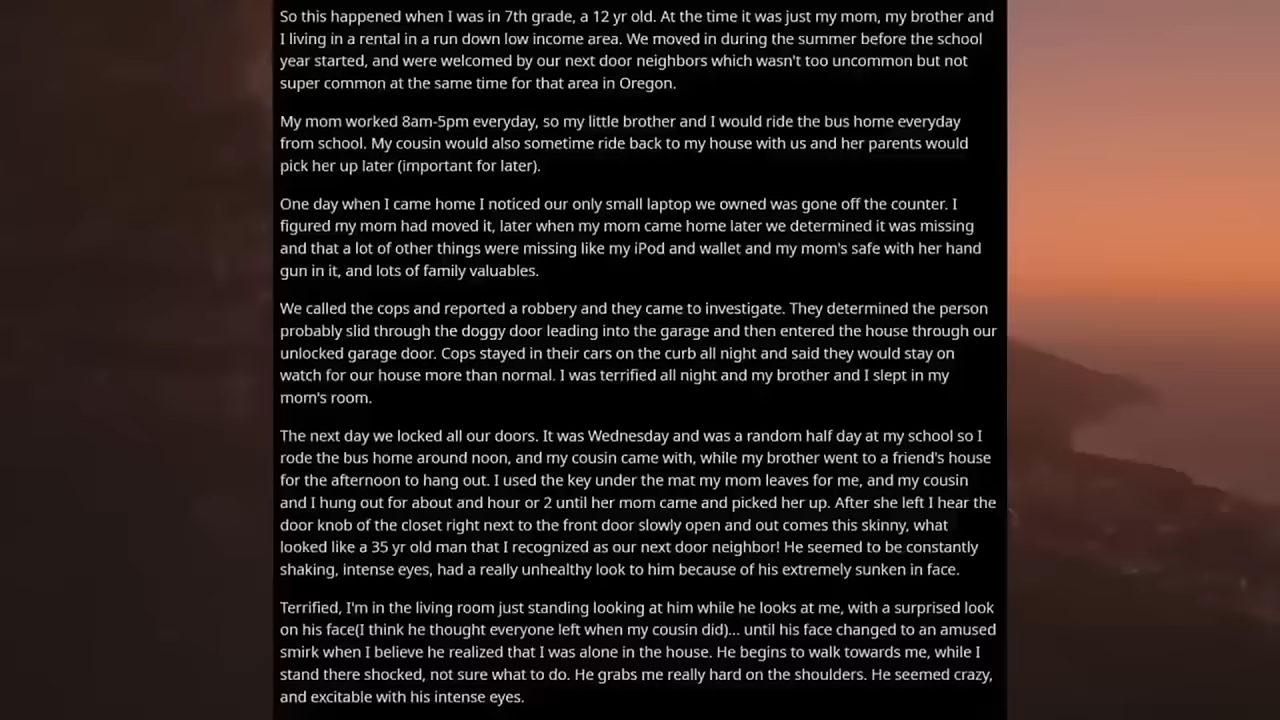 So this happened when I was in 7th grade, a 12 yr old. At the time it was just my mom, my brother and
I living in a rental in a run down low income area. We moved in during the summer before the school
year started, and were welcomed by our next door neighbors which wasn't too uncommon but not
super common at the same time for that area in Oregon.
My mom worked 8am-5pm everyday, so my little brother and I would ride the bus home everyday
from school. My cousin would also sometime ride back to my house with us and her parents would
pick her up later (important for later).
One day when I came home I noticed our only small laptop we owned was gone off the counter. I
figured my mom had moved it, later when my mom came home later we determined it was missing
and that a lot of other things were missing like my iPod and wallet and my mom's safe with her hand
gun in it, and lots of family valuables.
We called the cops and reported a robbery and they came to investigate. They determined the person
probably slid through the doggy door leading into the garage and then entered the house through our
unlocked garage door. Cops stayed in their cars on the curb all night and said they would stay on
watch for our house more than normal. I was terrified all night and my brother and I slept in my
mom's room.
The next day we locked all our doors. It was Wednesday and was a random half day at my school so I
rode the bus home around noon, and my cousin came with, while my brother went to a friend's house
for the afternoon to hang out. I used the key under the mat my mom leaves for me, and my cousin
and I hung out for about and hour or 2 until her mom came and picked her up. After she left I hear the
door knob of the closet right next to the front door slowly open and out comes this skinny, what
looked like a 35 yr old man that I recognized as our next door neighbor! He seemed to be constantly
shaking, intense eyes, had a really unhealthy look to him because of his extremely sunken in face.
Terrified, I'm in the living room just standing looking at him while he looks at me, with a surprised look
on his face(I think he thought everyone left when my cousin did)... until his face changed to an amused
smirk when I believe he realized that I was alone in the house. He begins to walk towards me, while I
stand there shocked, not sure what to do. He grabs me really hard on the shoulders. He seemed crazy,
and excitable with his intense eyes.